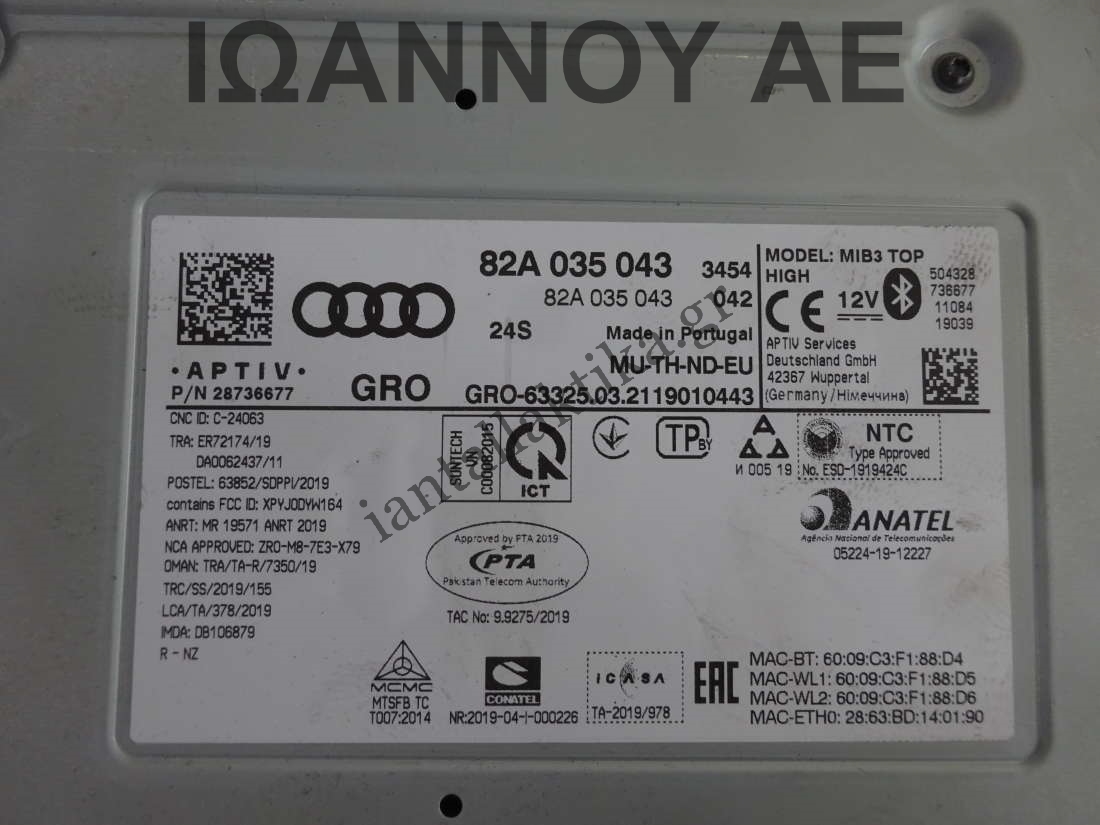 ΙΩΑΝΝΟΥ ΑΕ
82A 035 043 3454
82A 035 043 042
24S Made in Portugal
MU-TH-ND-EU
· A P T I V ·
P/N 28736677
GRO GRO-63325.03.2119010443
MODEL: MIB3 TOP
HIGH
CE 12V
504328
736677
11084
19039
APTIV Services
Deutschland GmbH
42367 Wuppertal
(Germany/Німеччина)
CNC ID: C-24063
TRA: ER72174/19
DA0062437/11
POSTEL: 63852/SDPPI/2019
contains FCC ID: XPYJODYW164
ANRT: MR 19571 ANRT 2019
NCA APPROVED: ZRO-M8-7E3-X79
OMAN: TRA/TA-R/7350/19
TRC/SS/2019/155
LCA/TA/378/2019
IMDA: DB106879
R - NZ
SUNTECH
VN
C00082015
ICT
TP BY
И 005 19
NTC
Type Approved
No. ESD-1919424C
ANATEL
Agência Nacional de Telecomunicações
05224-19-12227
Approved by PTA 2019
PTA
Pakistan Telecom Authority
TAC No: 9.9275/2019
MCMC
MTSFB TC
T007:2014
CONATEL
NR:2019-04-I-000226
ICASA
TA-2019/978
EAC
MAC-BT: 60:09:C3:F1:88:D4
MAC-WL1: 60:09:C3:F1:88:D5
MAC-WL2: 60:09:C3:F1:88:D6
MAC-ETH0: 28:63:BD:14:01:90
iantallaktika.gr